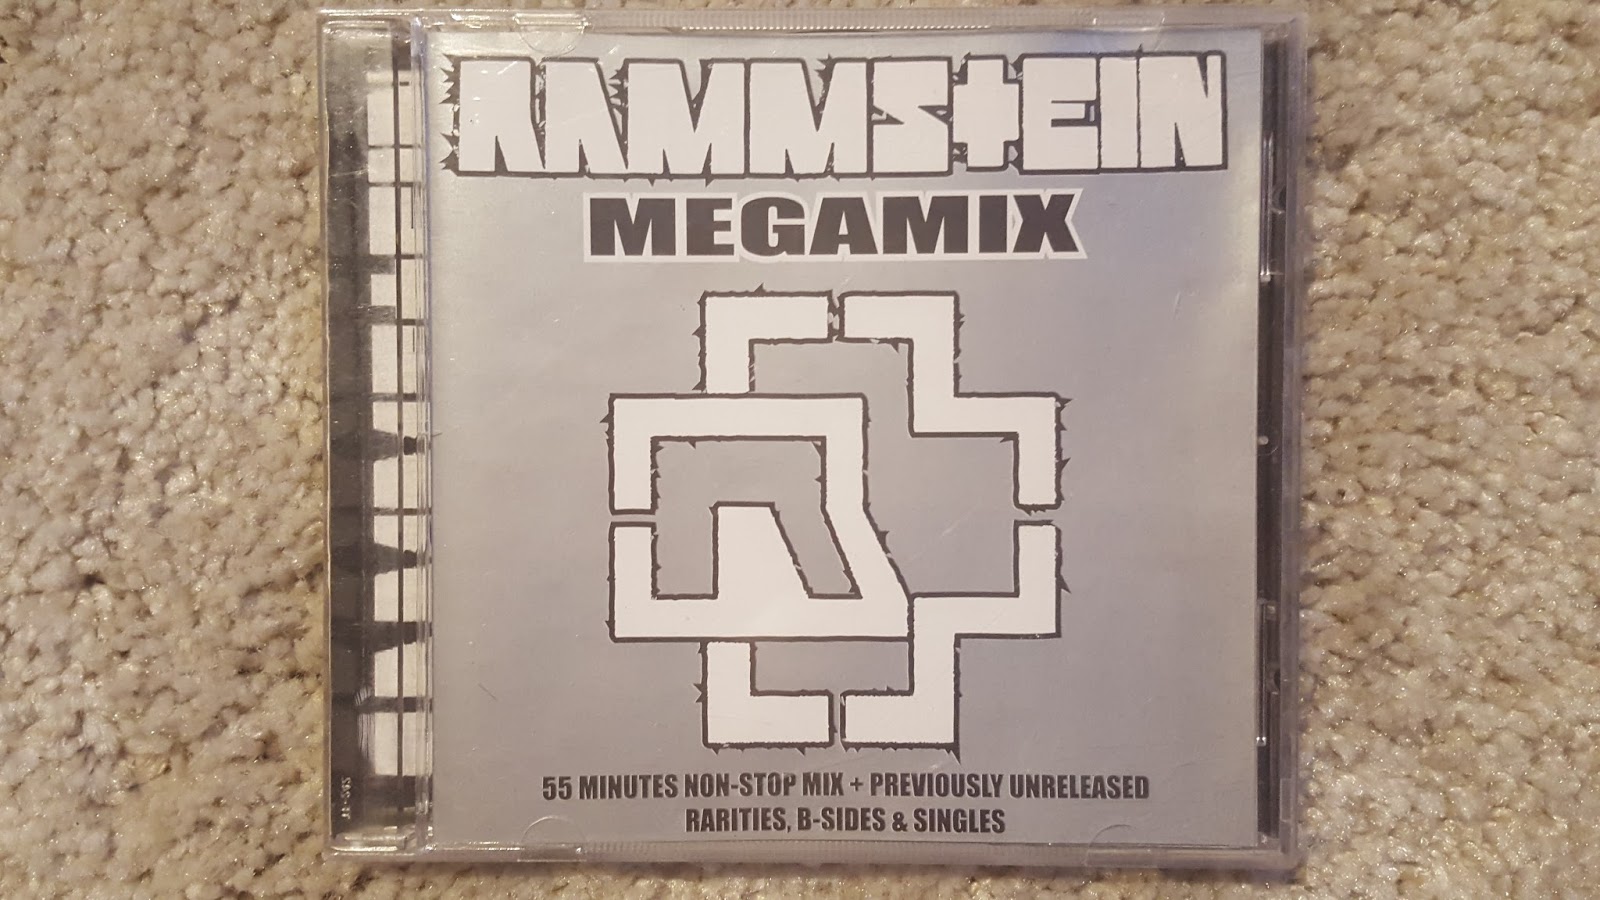 RAMMSTEIN
MEGAMIX
55 MINUTES NON-STOP MIX + PREVIOUSLY UNRELEASED
RARITIES, B-SIDES & SINGLES